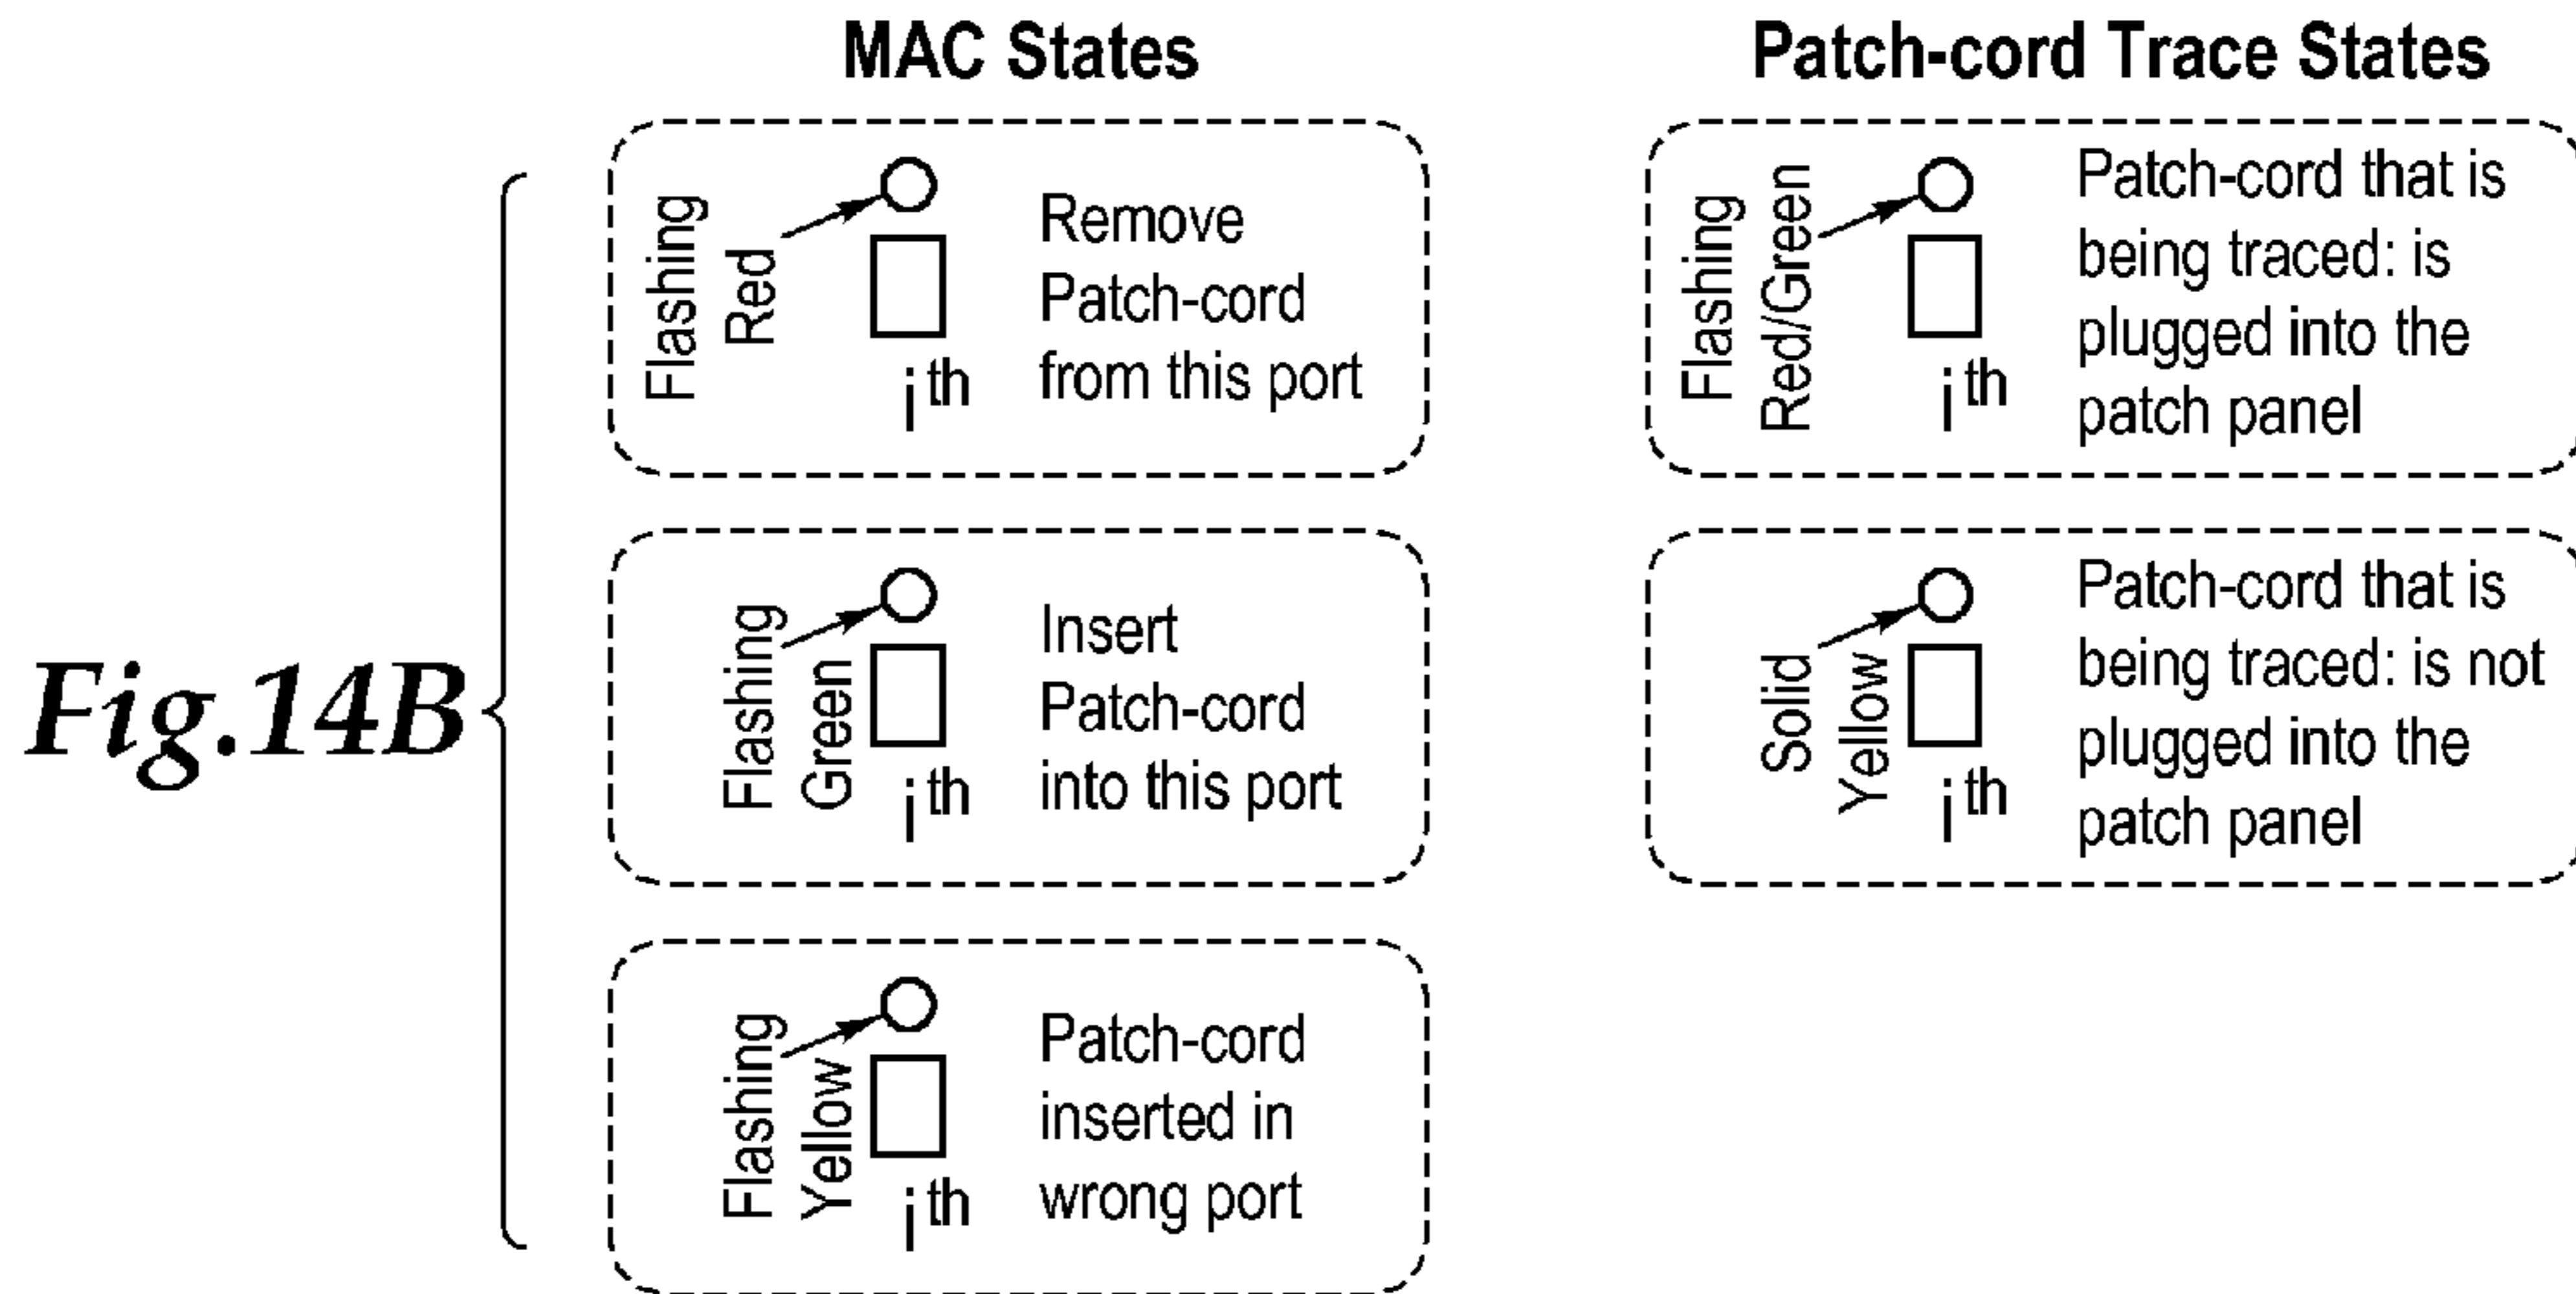 MAC States
Patch-cord Trace States
Fig.14B
Flashing
Red
i th
Remove
Patch-cord
from this port
Flashing
Red/Green
i th
Patch-cord that is
being traced: is
plugged into the
patch panel
Flashing
Green
i th
Insert
Patch-cord
into this port
Solid
Yellow
i th
Patch-cord that is
being traced: is not
plugged into the
patch panel
Flashing
Yellow
i th
Patch-cord
inserted in
wrong port